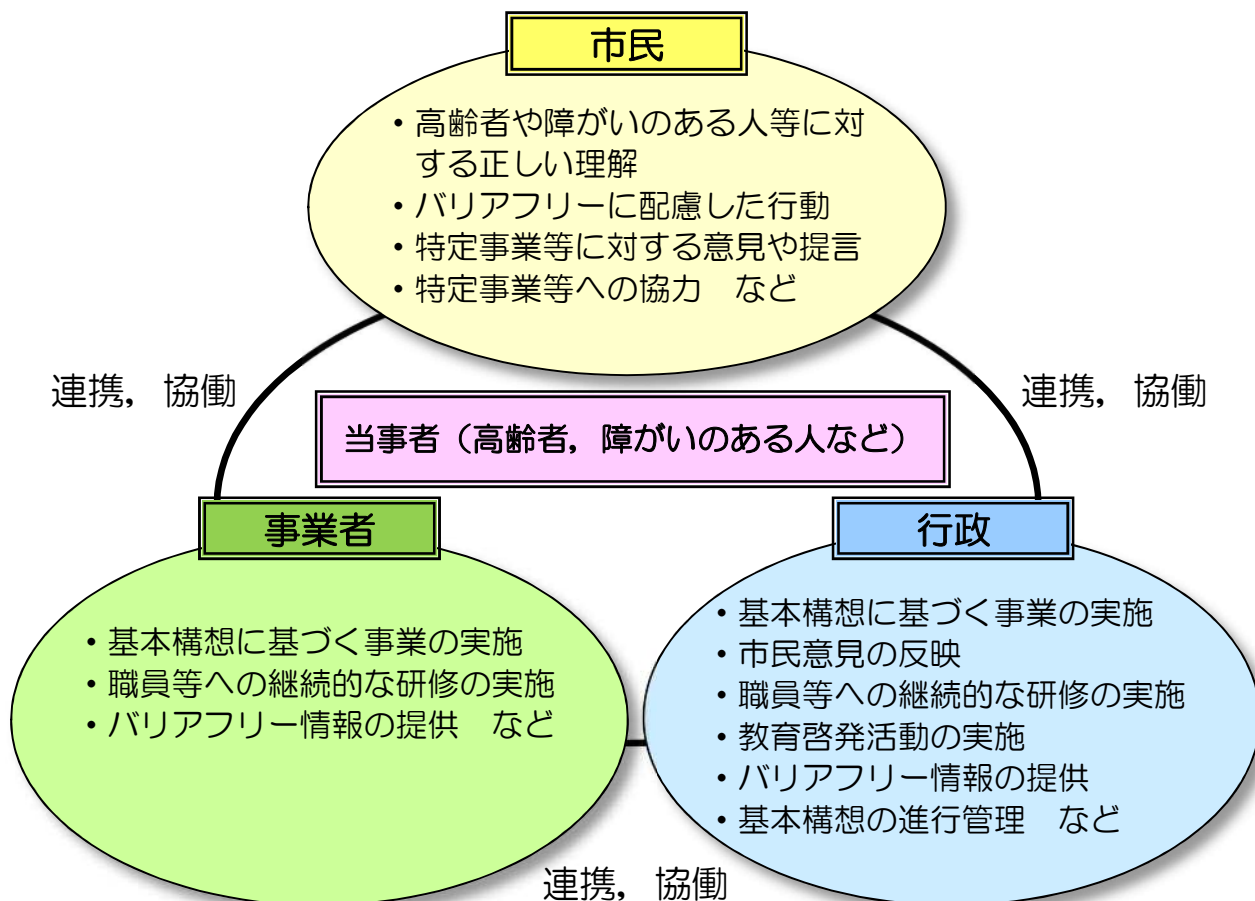 市民
・高齢者や障がいのある人等に対
する正しい理解
・バリアフリーに配慮した行動
・特定事業等に対する意見や提言
・特定事業等への協力　など
連携，協働
連携，協働
当事者（高齢者，障がいのある人など）
事業者
・基本構想に基づく事業の実施
・職員等への継続的な研修の実施
・バリアフリー情報の提供　など
行政
・基本構想に基づく事業の実施
・市民意見の反映
・職員等への継続的な研修の実施
・教育啓発活動の実施
・バリアフリー情報の提供
・基本構想の進行管理　など
連携，協働